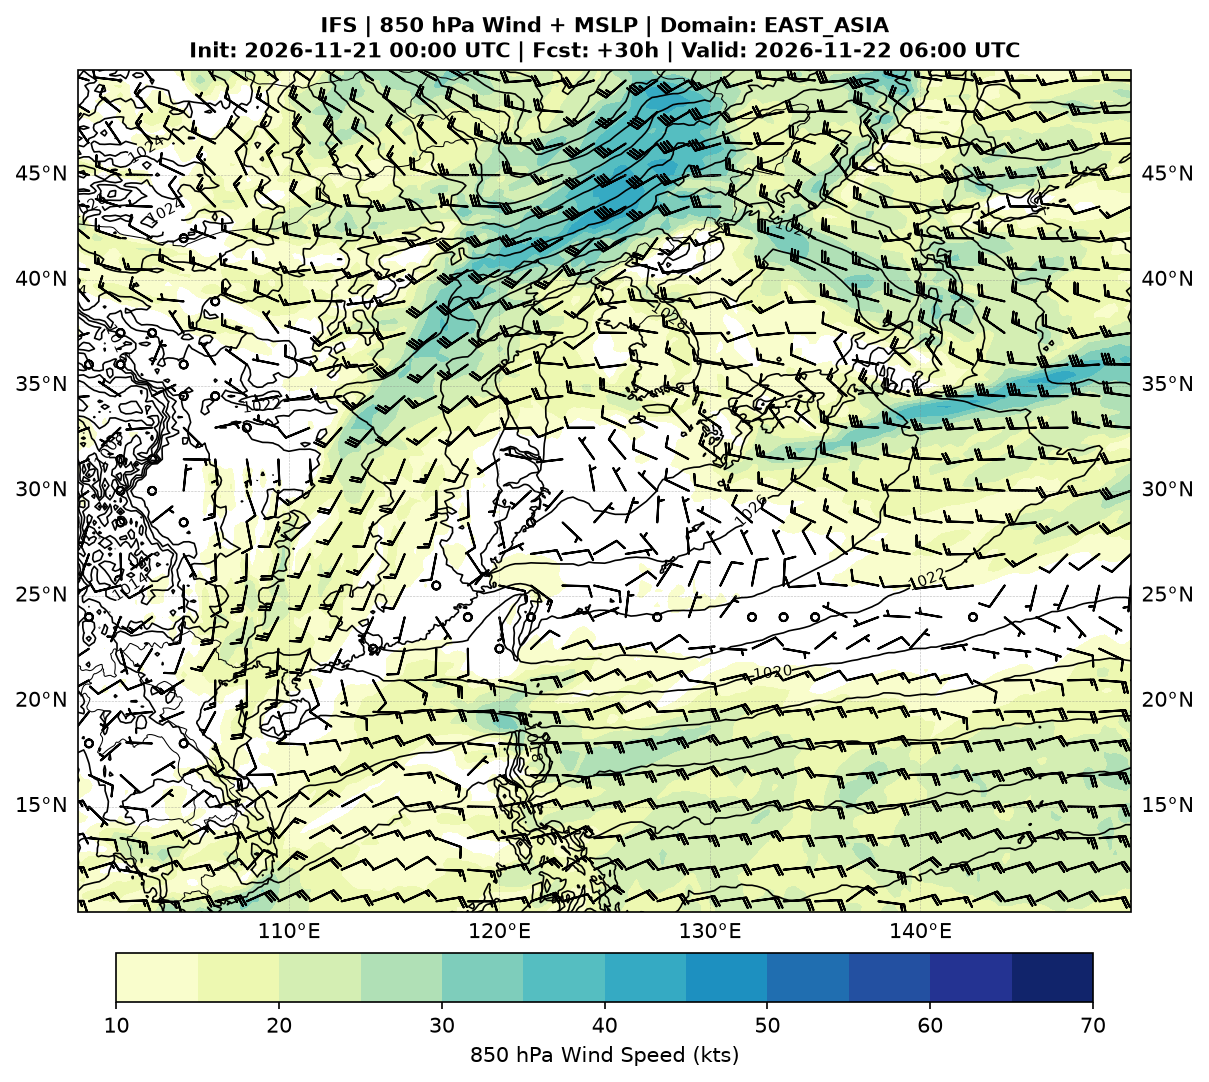 IFS | 850 hPa Wind + MSLP | Domain: EAST_ASIA
Init: 2026-11-21 00:00 UTC | Fcst: +30h | Valid: 2026-11-22 06:00 UTC
45°N 45°N
40°N 40°N
35°N 35°N
30°N 30°N
25°N 25°N
20°N 20°N
15°N 15°N
1024
1022
1026
1022
1020
110°E 120°E 130°E 140°E
10 20 30 40 50 60 70
850 hPa Wind Speed (kts)